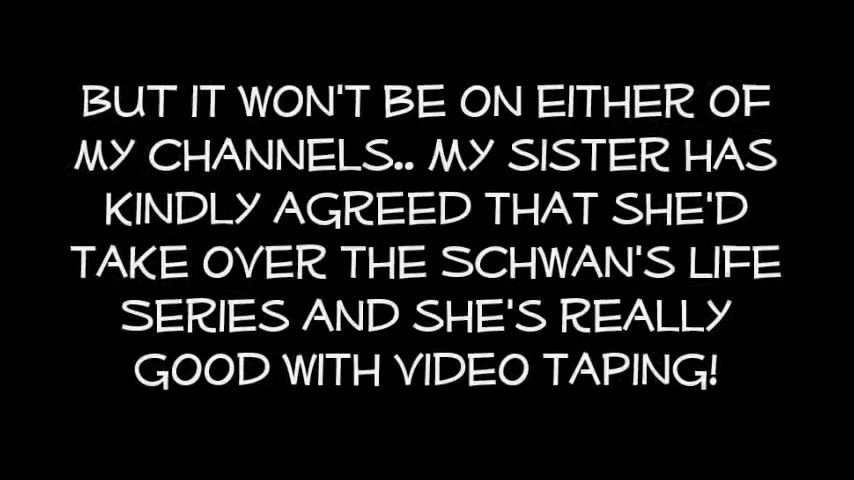 BUT IT WON'T BE ON EITHER OF
MY CHANNELS.. MY SISTER HAS
KINDLY AGREED THAT SHE'D
TAKE OVER THE SCHWAN'S LIFE
SERIES AND SHE'S REALLY
GOOD WITH VIDEO TAPING!